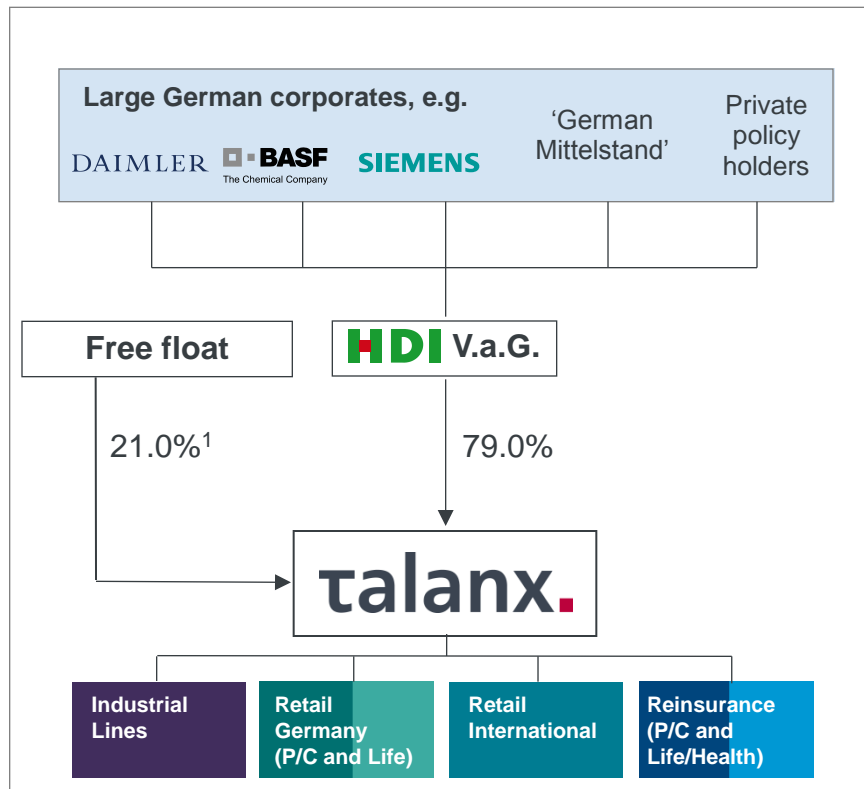 Large German corporates, e.g.
DAIMLER
BASF
The Chemical Company
SIEMENS
‘German
Mittelstand’
Private
policy
holders
Free float
HDI V.a.G.
21.0%¹
79.0%
τalanx.
Industrial
Lines
Retail
Germany
(P/C and Life)
Retail
International
Reinsurance
(P/C and
Life/Health)